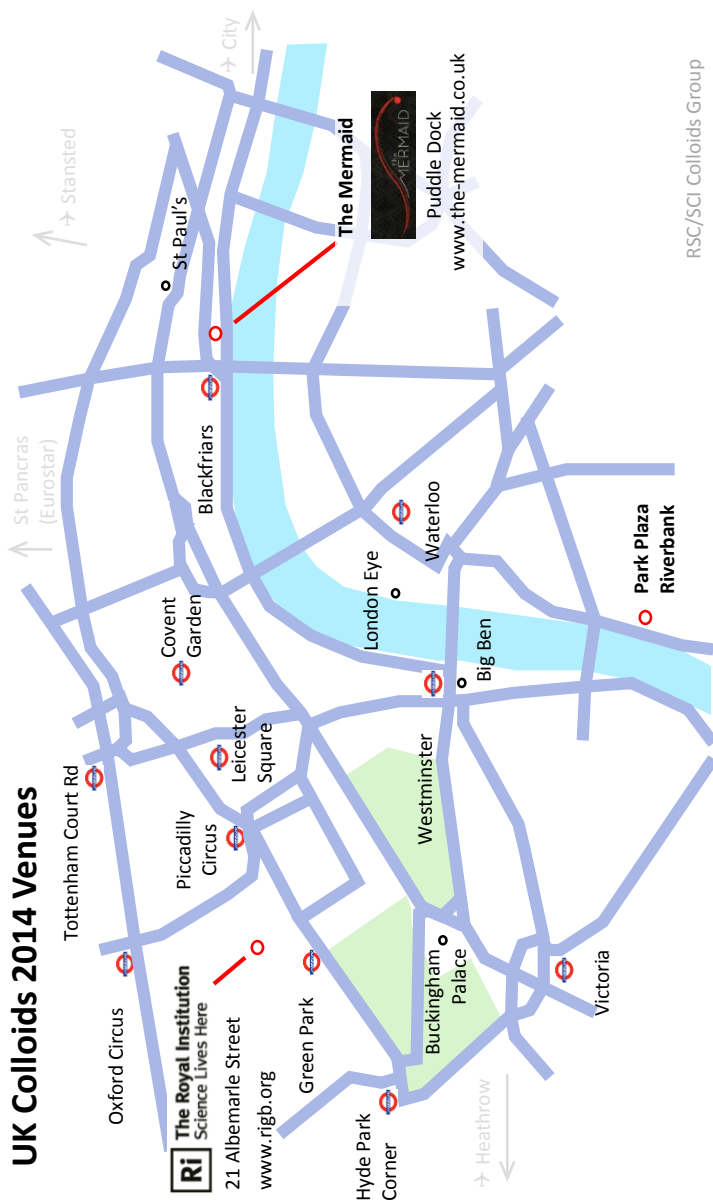 UK Colloids 2014 Venues
Tottenham Court Rd
Oxford Circus
St Pancras
(Eurostar)
Stansted
City
St Paul's
Covent
Garden
Leicester
Square
Piccadilly
Circus
Blackfriars
Ri
The Royal Institution
Science Lives Here
21 Albemarle Street
www.rigb.org
Green Park
Hyde Park
Corner
Buckingham
Palace
Westminster
London Eye
Big Ben
Waterloo
The Mermaid
the
MERMAID
Puddle Dock
www.the-mermaid.co.uk
Heathrow
Victoria
Park Plaza
Riverbank
RSC/SCI Colloids Group